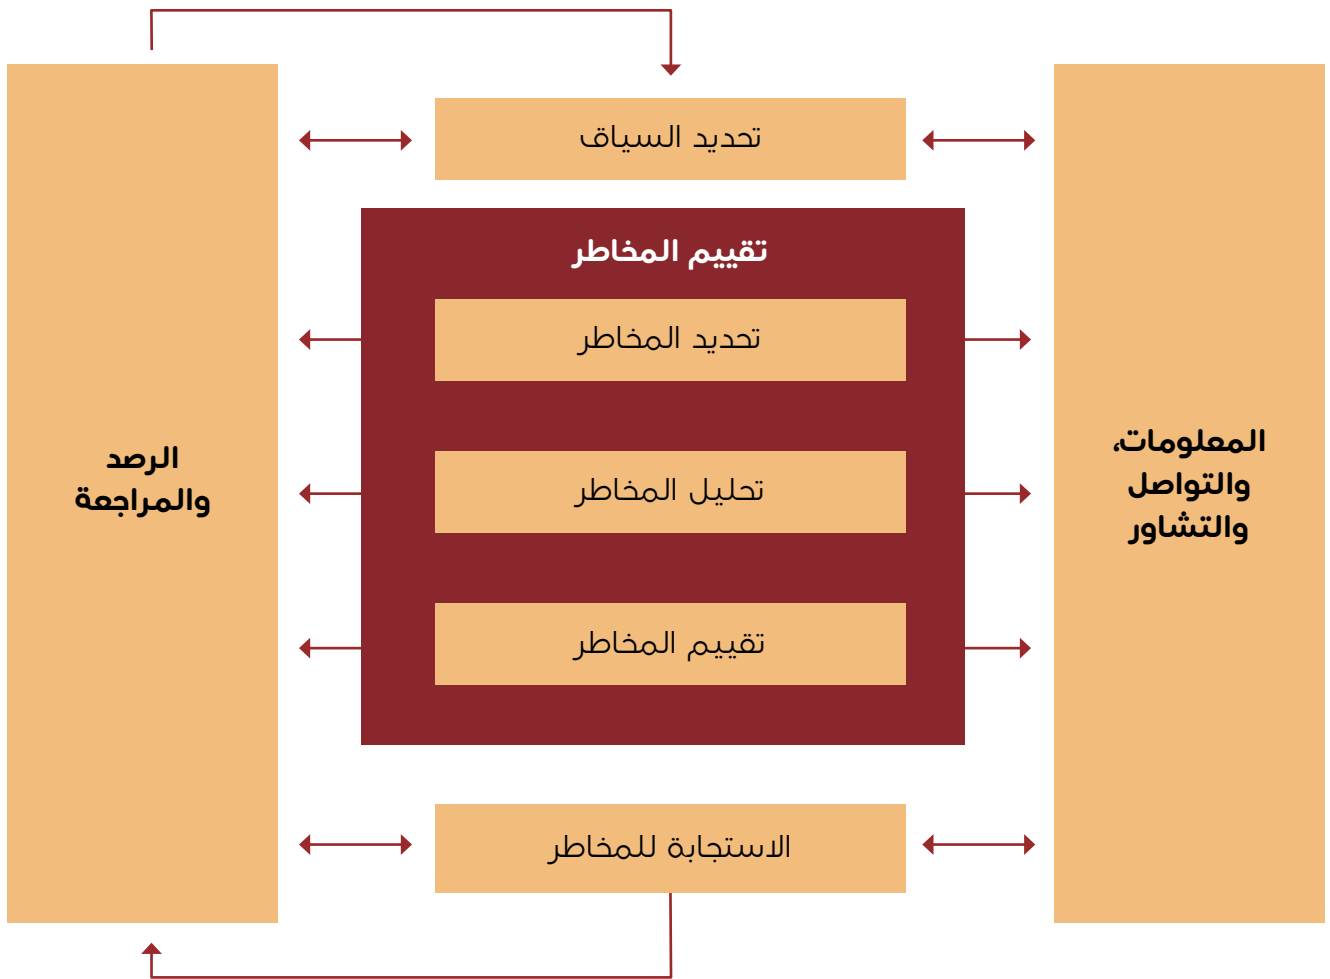 تحديد السياق
تقييم المخاطر
تحديد المخاطر
تحليل المخاطر
تقييم المخاطر
الاستجابة للمخاطر
المعلومات،
والتواصل
والتشاور
الرصد
والمراجعة